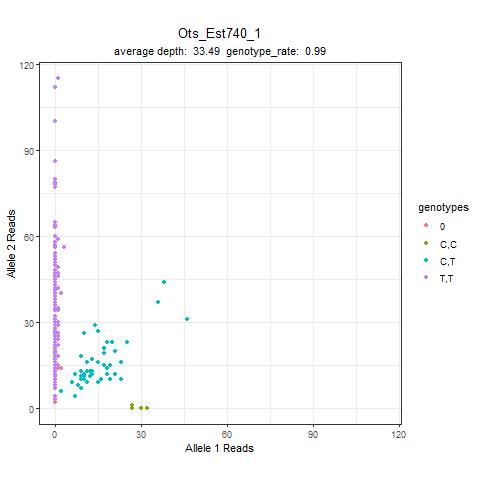 Ots_Est740_1
average depth:  33.49  genotype_rate:  0.99
120
90
60
30
0
Allele 2 Reads
0 30 60 90 120
Allele 1 Reads
genotypes
0
C,C
C,T
T,T